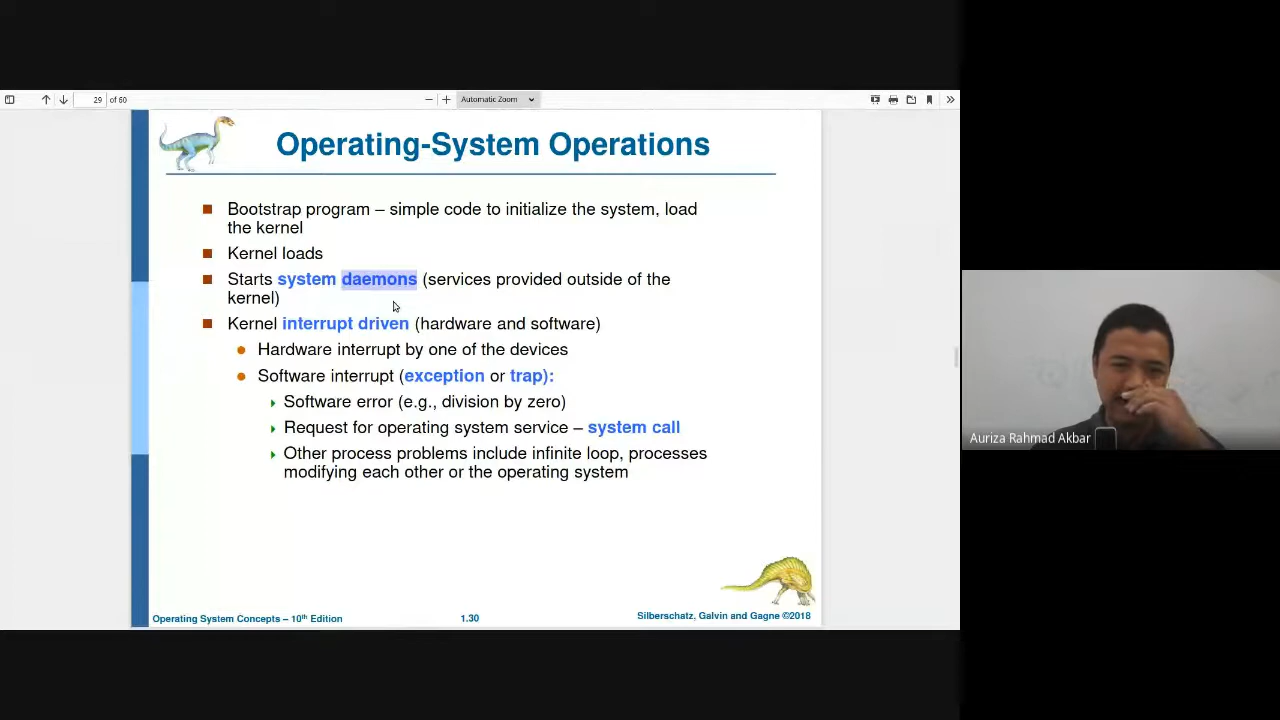 29 of 60
Automatic Zoom
Operating-System Operations
Bootstrap program – simple code to initialize the system, load
the kernel
Kernel loads
Starts system daemons (services provided outside of the
kernel)
Kernel interrupt driven (hardware and software)
Hardware interrupt by one of the devices
Software interrupt (exception or trap):
Software error (e.g., division by zero)
Request for operating system service – system call
Other process problems include infinite loop, processes
modifying each other or the operating system
Operating System Concepts – 10th Edition
1.30
Silberschatz, Galvin and Gagne ©2018
Auriza Rahmad Akbar